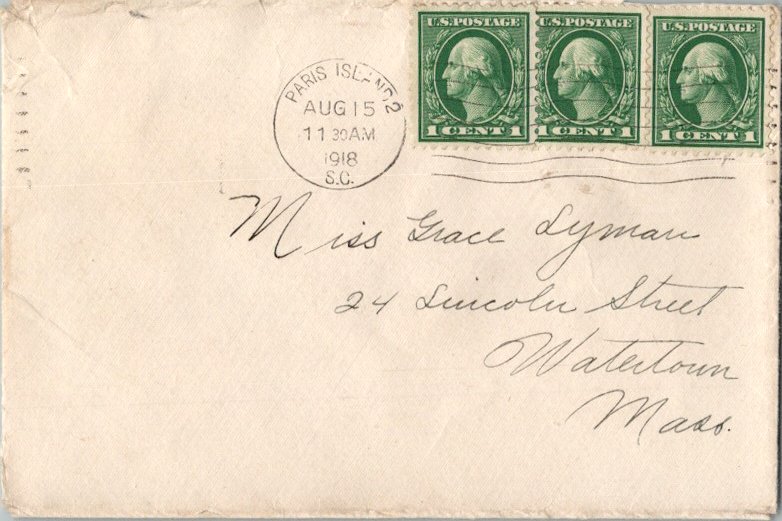 U.S. POSTAGE U.S. POSTAGE U.S. POSTAGE
1 CENT 1 1 CENT 1 1 CENT 1
PARIS ISLAND
AUG 15
11 30 AM
1918
S.C.
Miss Grace Lyman
24 Lincoln Street
Watertown
Mass.